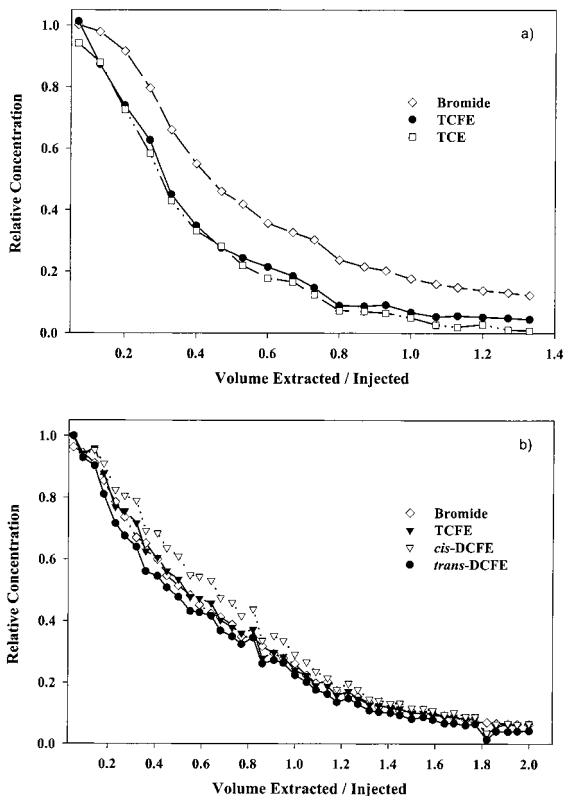 a)
Bromide
TCFE
TCE
Relative Concentration
1.0
0.8
0.6
0.4
0.2
0.0
0.2 0.4 0.6 0.8 1.0 1.2 1.4
Volume Extracted / Injected
b)
Bromide
TCFE
cis-DCFE
trans-DCFE
Relative Concentration
1.0
0.8
0.6
0.4
0.2
0.0
0.2 0.4 0.6 0.8 1.0 1.2 1.4 1.6 1.8 2.0
Volume Extracted / Injected